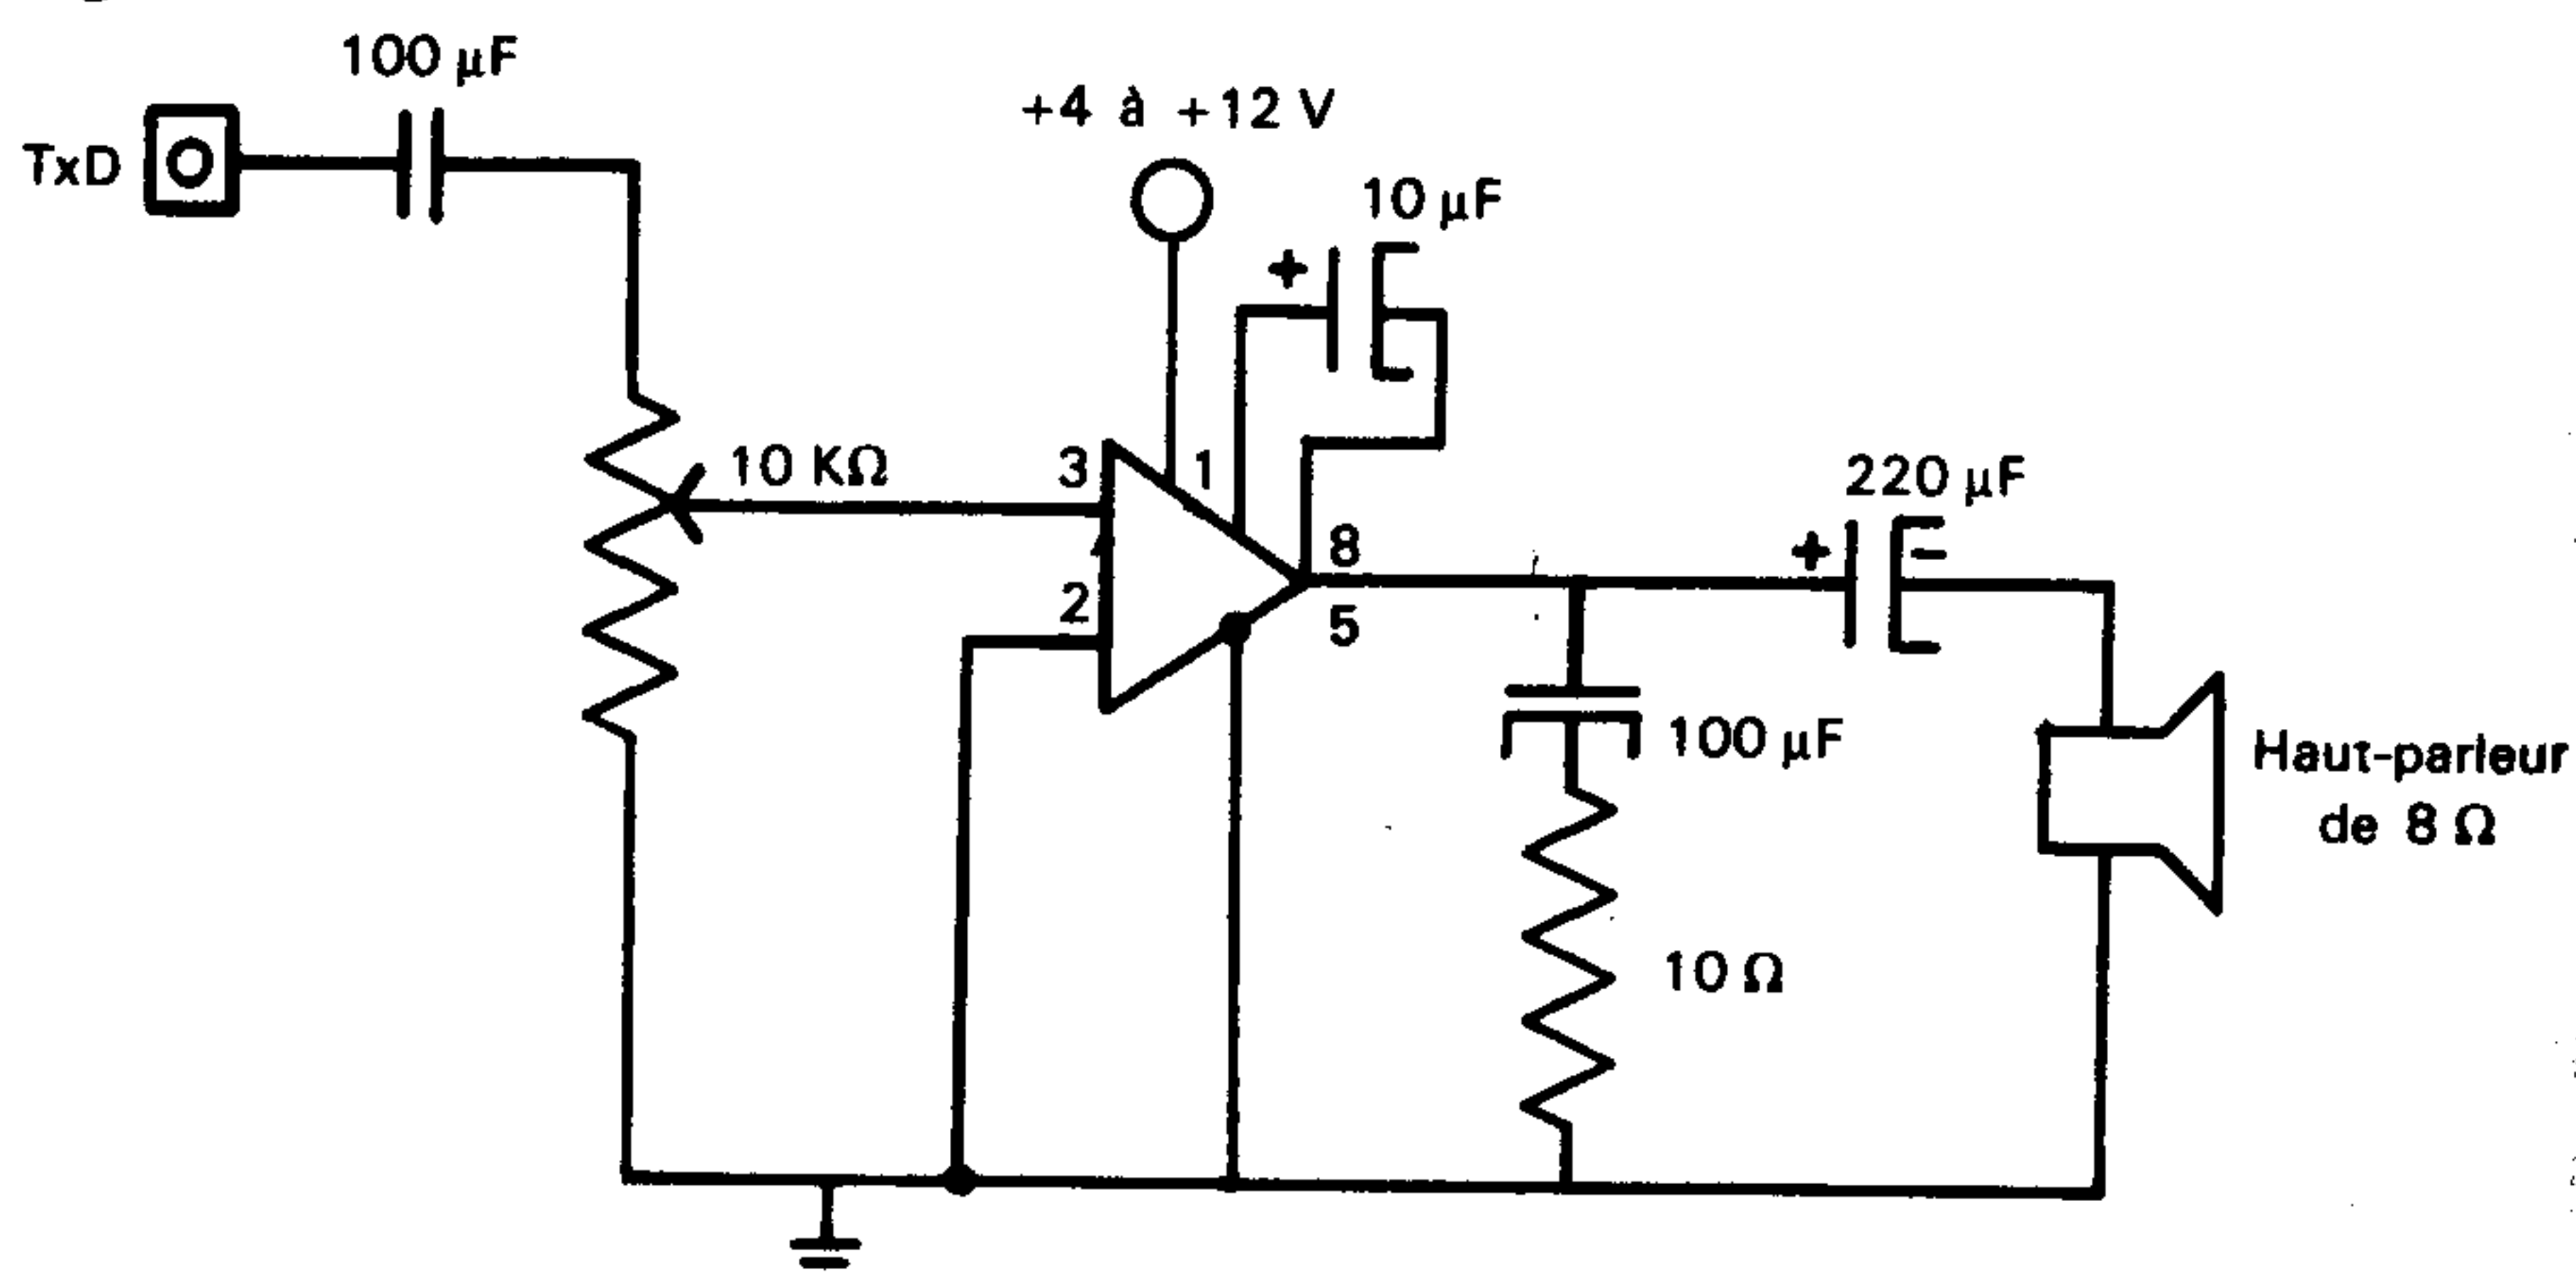 100 µF
TxD
+4 à +12 V
10 µF
10 KΩ
3
1
2
8
5
220 µF
+
+
100 µF
10 Ω
Haut-parleur
de 8 Ω